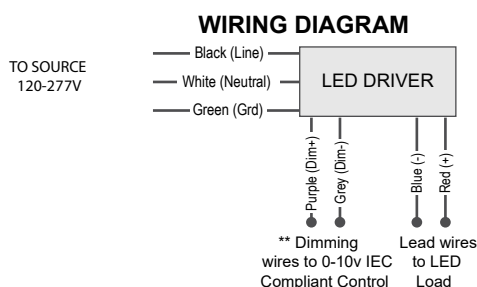 WIRING DIAGRAM
TO SOURCE
120-277V
Black (Line)
White (Neutral)
Green (Grd)
LED DRIVER
Purple (Dim+)
Grey (Dim-)
Blue (-)
Red (+)
** Dimming
wires to 0-10v IEC
Compliant Control
Lead wires
to LED
Load